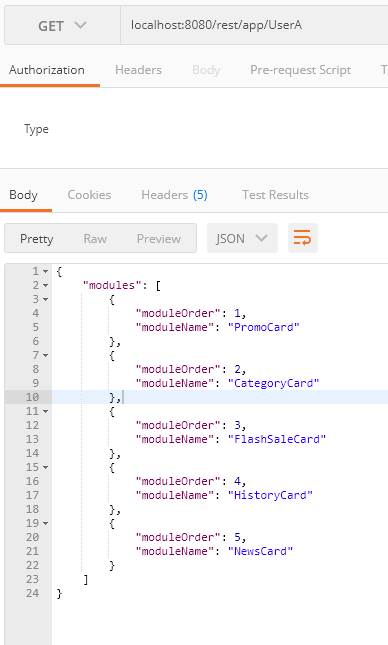 GET localhost:8080/rest/app/UserA
Authorization Headers Body Pre-request Script T
Type
Body Cookies Headers (5) Test Results
Pretty Raw Preview JSON
1 {
2 "modules": [
3 {
4 "moduleOrder": 1,
5 "moduleName": "PromoCard"
6 },
7 {
8 "moduleOrder": 2,
9 "moduleName": "CategoryCard"
10 },
11 {
12 "moduleOrder": 3,
13 "moduleName": "FlashSaleCard"
14 },
15 {
16 "moduleOrder": 4,
17 "moduleName": "HistoryCard"
18 },
19 {
20 "moduleOrder": 5,
21 "moduleName": "NewsCard"
22 }
23 ]
24 }